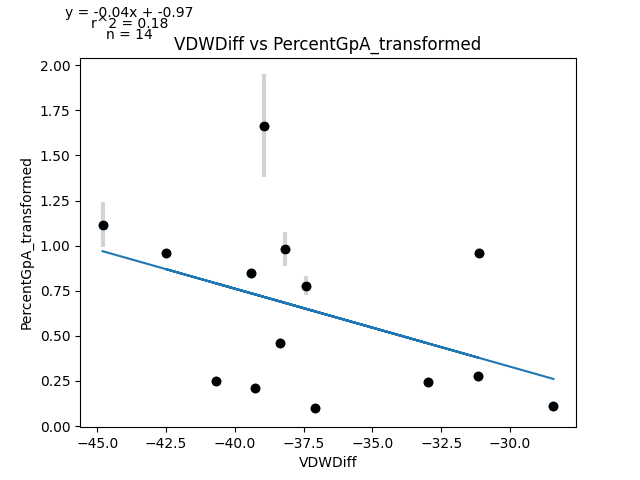 y = -0.04x + -0.97
r^2 = 0.18
n = 14
VDWDiff vs PercentGpA_transformed
2.00
1.75
1.50
1.25
1.00
0.75
0.50
0.25
0.00
PercentGpA_transformed
−45.0 −42.5 −40.0 −37.5 −35.0 −32.5 −30.0
VDWDiff